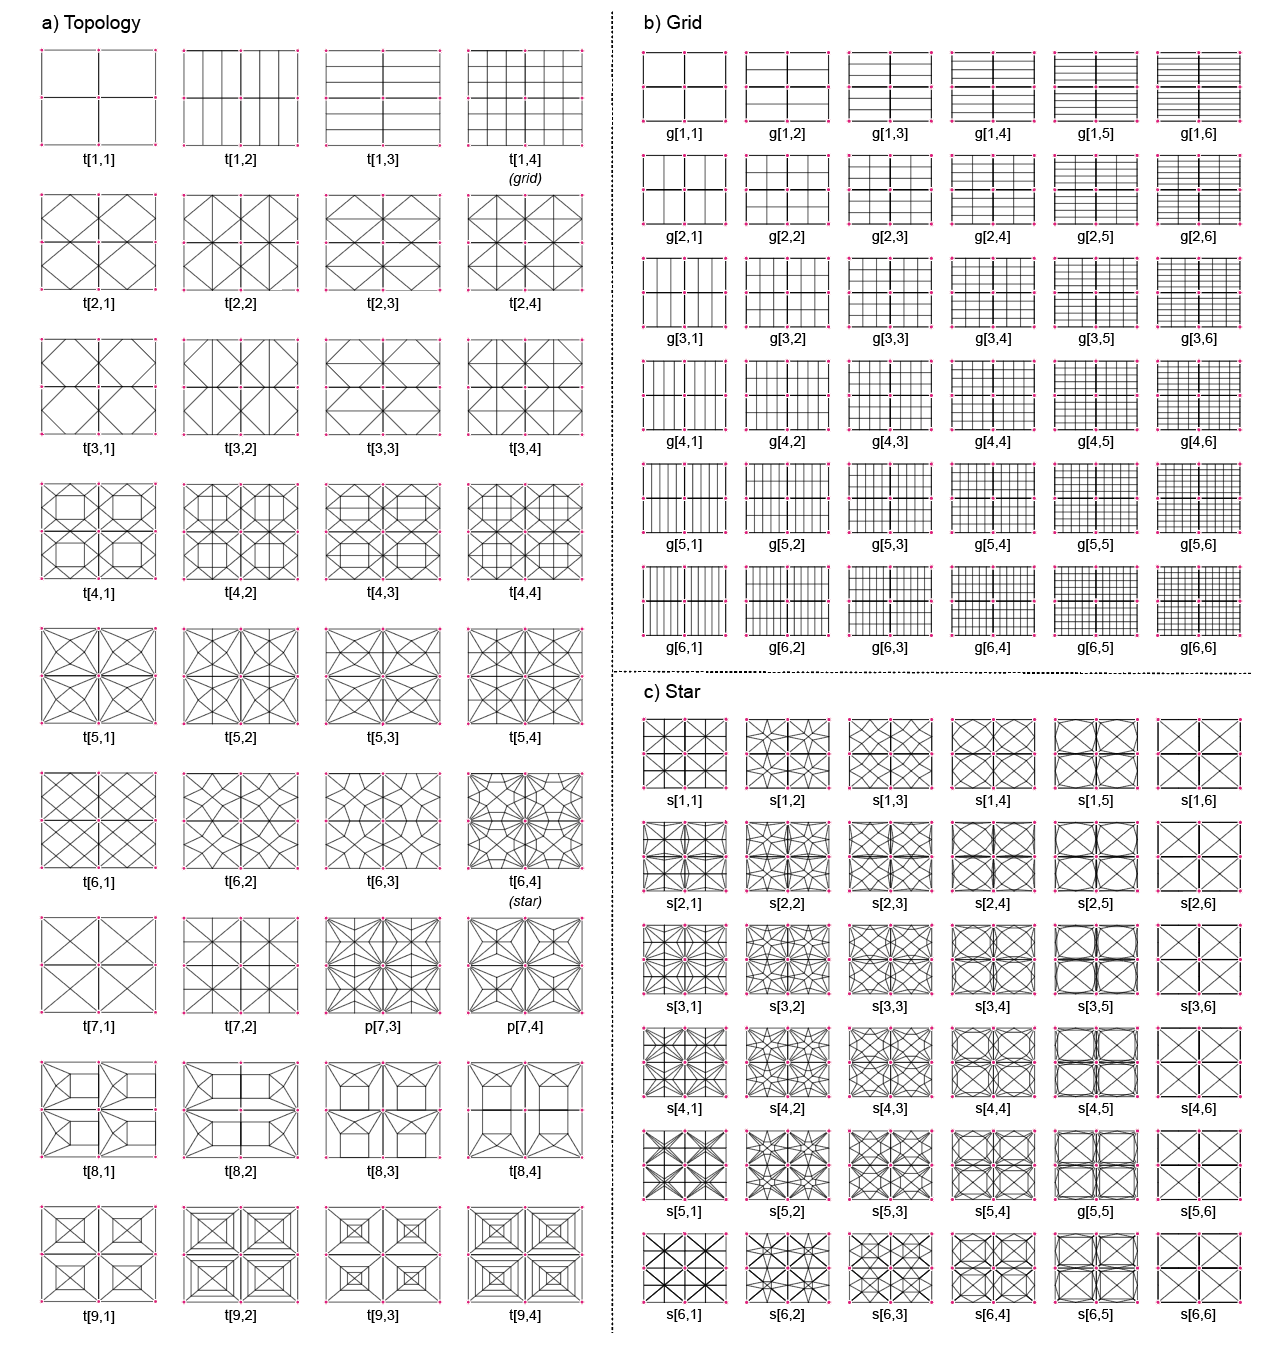 a) Topology
t[1,1] t[1,2] t[1,3] t[1,4]
(grid)
t[2,1] t[2,2] t[2,3] t[2,4]
t[3,1] t[3,2] t[3,3] t[3,4]
t[4,1] t[4,2] t[4,3] t[4,4]
t[5,1] t[5,2] t[5,3] t[5,4]
t[6,1] t[6,2] t[6,3] t[6,4]
(star)
t[7,1] t[7,2] p[7,3] p[7,4]
t[8,1] t[8,2] t[8,3] t[8,4]
t[9,1] t[9,2] t[9,3] t[9,4]
b) Grid
g[1,1] g[1,2] g[1,3] g[1,4] g[1,5] g[1,6]
g[2,1] g[2,2] g[2,3] g[2,4] g[2,5] g[2,6]
g[3,1] g[3,2] g[3,3] g[3,4] g[3,5] g[3,6]
g[4,1] g[4,2] g[4,3] g[4,4] g[4,5] g[4,6]
g[5,1] g[5,2] g[5,3] g[5,4] g[5,5] g[5,6]
g[6,1] g[6,2] g[6,3] g[6,4] g[6,5] g[6,6]
c) Star
s[1,1] s[1,2] s[1,3] s[1,4] s[1,5] s[1,6]
s[2,1] s[2,2] s[2,3] s[2,4] s[2,5] s[2,6]
s[3,1] s[3,2] s[3,3] s[3,4] s[3,5] s[3,6]
s[4,1] s[4,2] s[4,3] s[4,4] s[4,5] s[4,6]
s[5,1] s[5,2] s[5,3] s[5,4] g[5,5] s[5,6]
s[6,1] s[6,2] s[6,3] s[6,4] s[6,5] s[6,6]